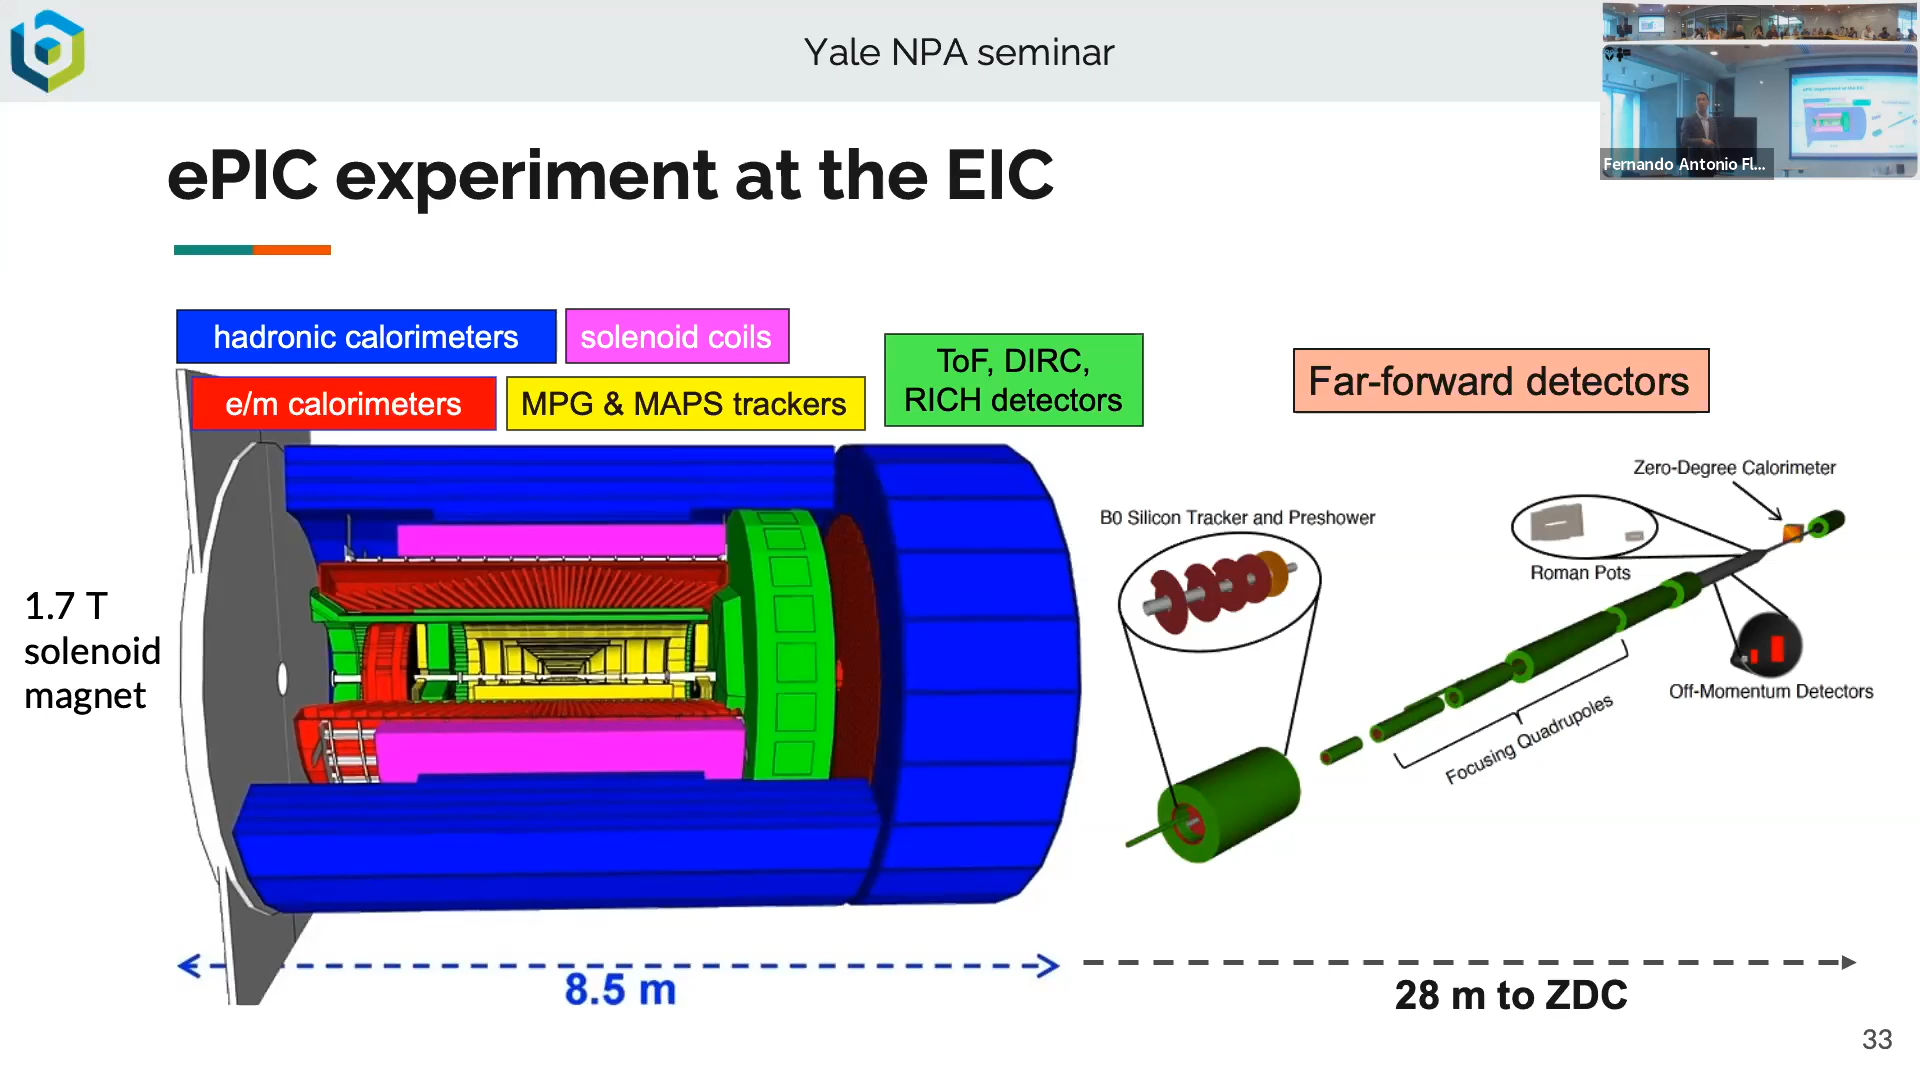 Yale NPA seminar
Fernando Antonio Fl...
ePIC experiment at the EIC
hadronic calorimeters
solenoid coils
e/m calorimeters
MPG & MAPS trackers
ToF, DIRC,
RICH detectors
Far-forward detectors
Zero-Degree Calorimeter
B0 Silicon Tracker and Preshower
Roman Pots
1.7 T
solenoid
magnet
Off-Momentum Detectors
Focusing Quadrupoles
8.5 m
28 m to ZDC
33